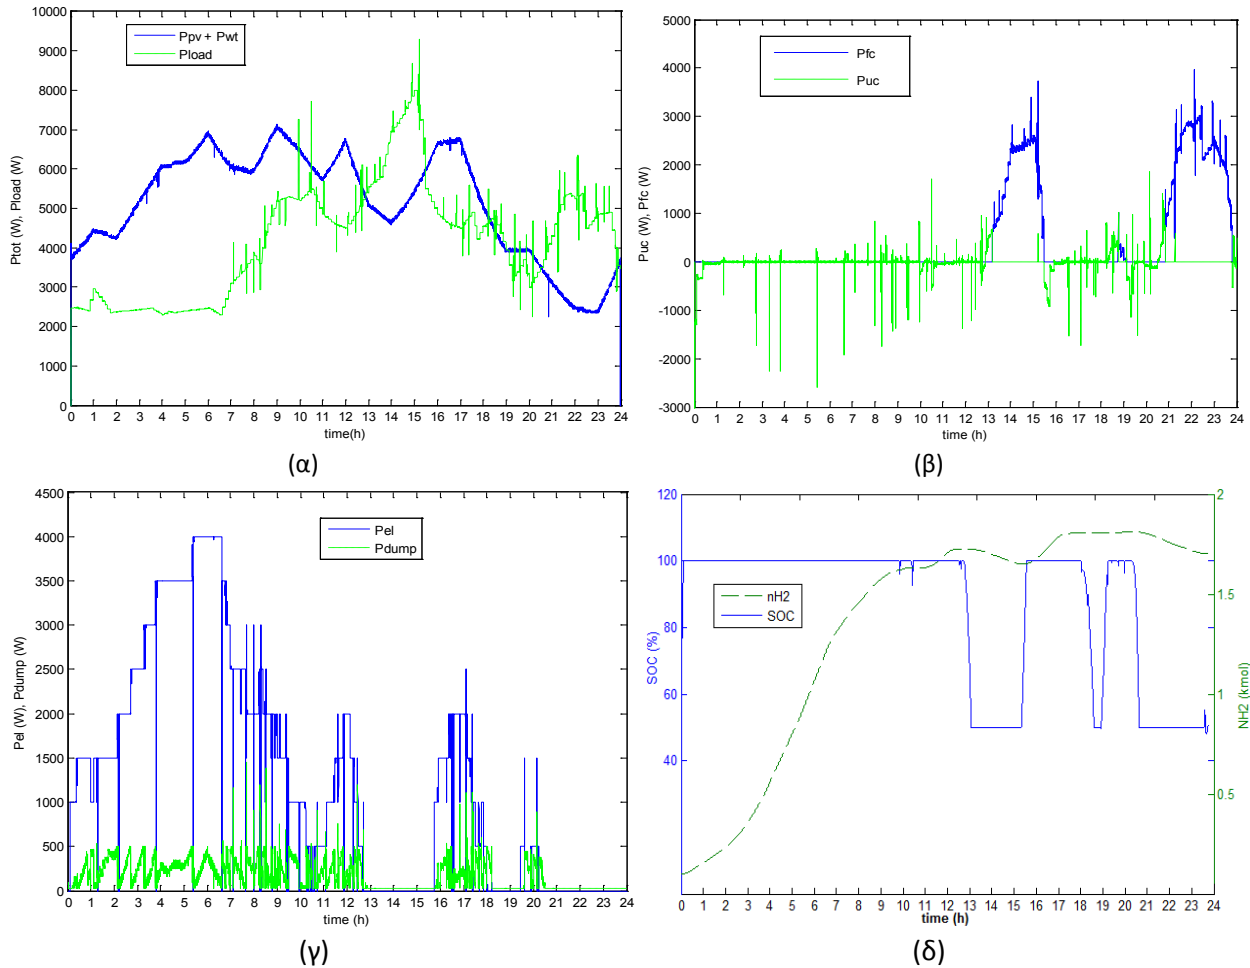 10000
9000
8000
7000
6000
5000
4000
3000
2000
1000
0
Ptot (W), Pload (W)
Ppv + Pwt
Pload
0 1 2 3 4 5 6 7 8 9 10 11 12 13 14 15 16 17 18 19 20 21 22 23 24
time(h)
(α)
5000
4000
3000
2000
1000
0
-1000
-2000
-3000
Puc (W), Pfc (W)
Pfc
Puc
0 1 2 3 4 5 6 7 8 9 10 11 12 13 14 15 16 17 18 19 20 21 22 23 24
time (h)
(β)
4500
4000
3500
3000
2500
2000
1500
1000
500
0
Pel (W), Pdump (W)
Pel
Pdump
0 1 2 3 4 5 6 7 8 9 10 11 12 13 14 15 16 17 18 19 20 21 22 23 24
time (h)
(γ)
120
100
80
60
40
SOC (%)
nH2
SOC
2
1.5
1
0.5
NH2 (kmol)
0 1 2 3 4 5 6 7 8 9 10 11 12 13 14 15 16 17 18 19 20 21 22 23 24
time (h)
(δ)